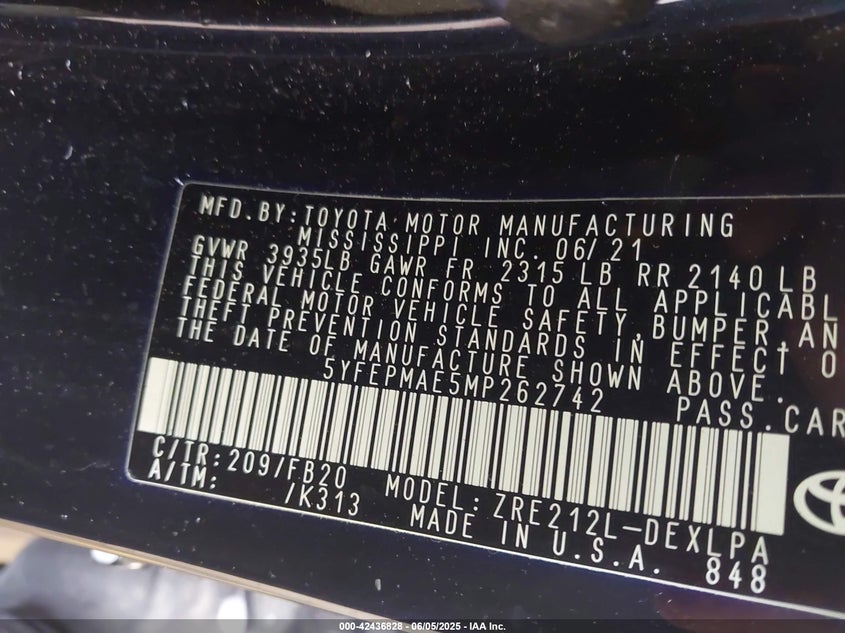 MFD.BY:TOYOTA MOTOR MANUFACTURING
MISSISSIPPI INC. 06/21
GVWR 3935LB GAWR FR 2315 LB RR 2140 LB
THIS VEHICLE CONFORMS TO ALL APPLICABL
FEDERAL MOTOR VEHICLE SAFETY,BUMPER,AN
THEFT PREVENTION STANDARDS IN EFFECT O
THE DATE OF MANUFACTURE SHOWN ABOVE.
5YFEPMAE5MP262742 PASS.CAR
C/TR:209/FB20 MODEL:ZRE212L-DEXLPA
A/TM: /K313 MADE IN U.S.A. 848
000-42436828 - 06/05/2025 - IAA Inc.